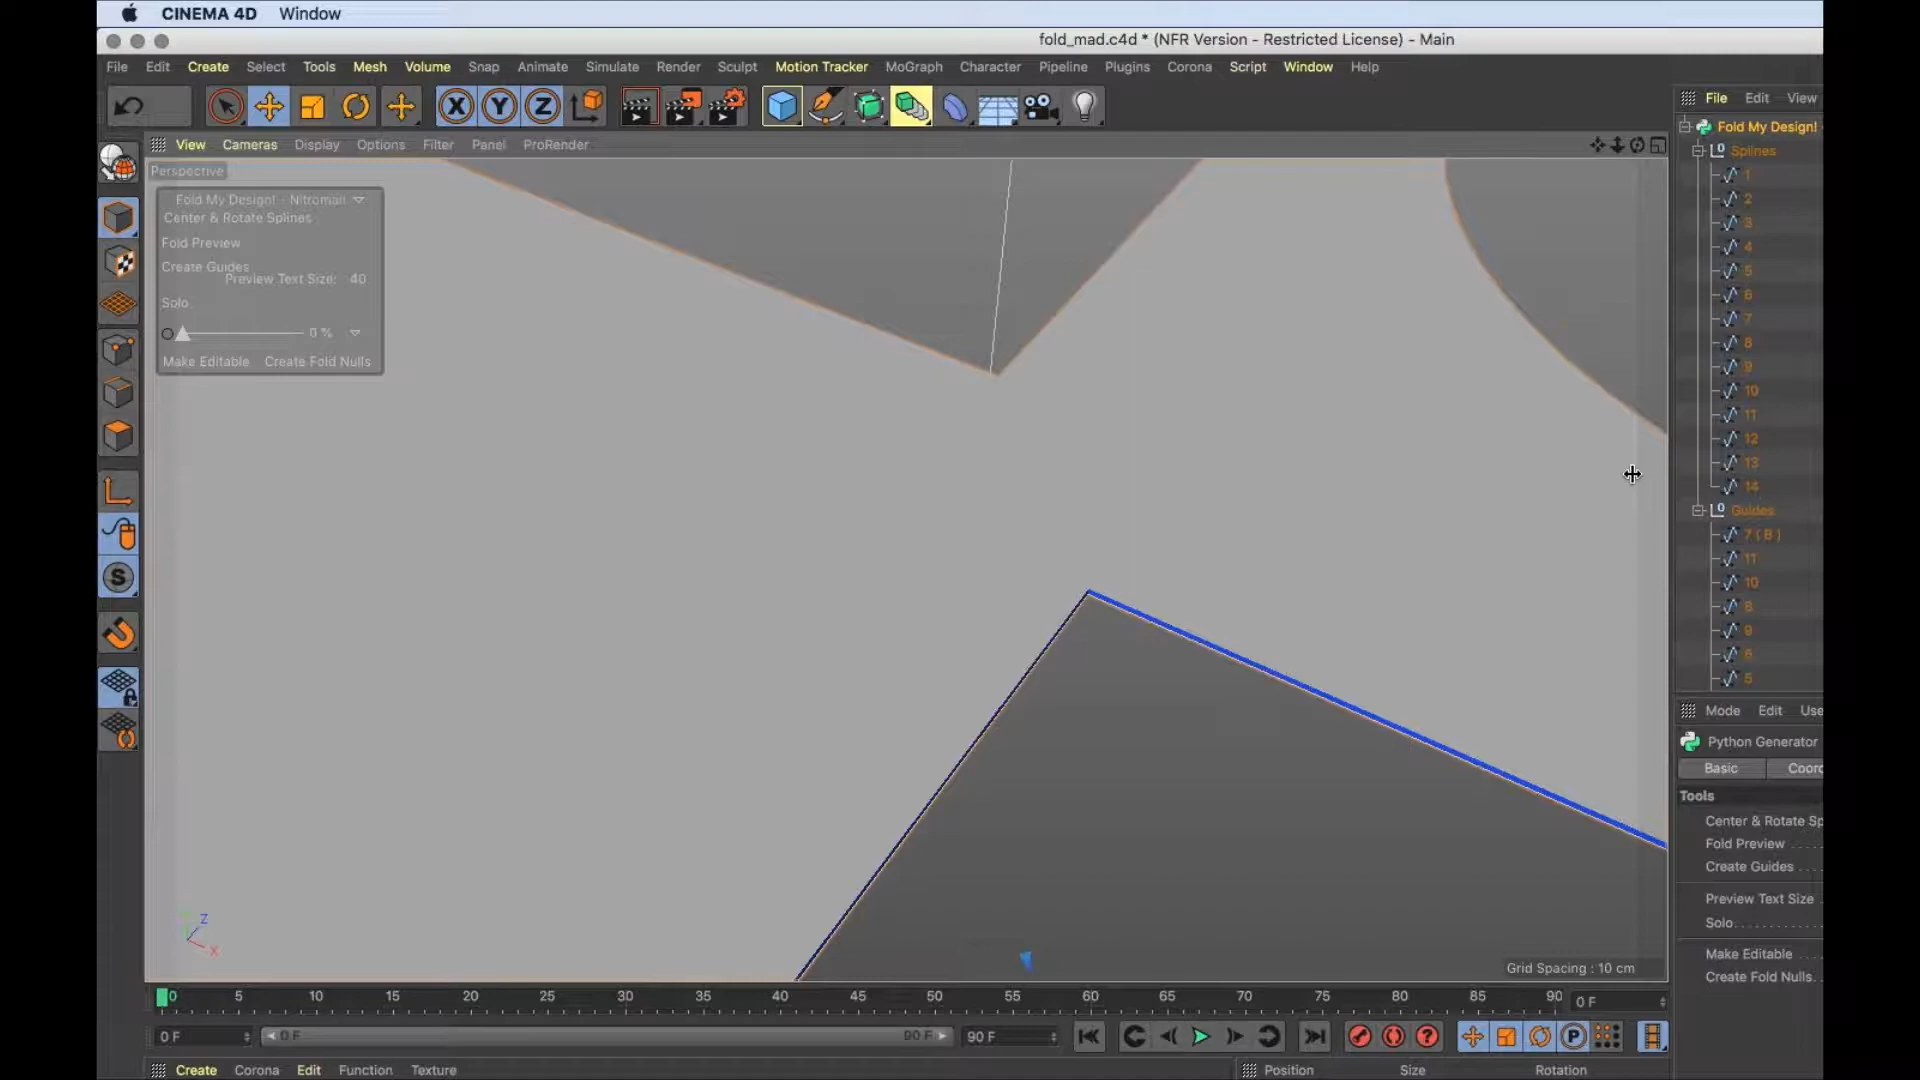 CINEMA 4D Window
fold_mad.c4d * (NFR Version - Restricted License) - Main
File Edit Create Select Tools Mesh Volume Snap Animate Simulate Render Sculpt Motion Tracker MoGraph Character Pipeline Plugins Corona Script Window Help
X Y Z
File Edit View
View Cameras Display Options Filter Panel ProRender
Perspective
Fold My Design! - Nitroman
Center & Rotate Splines
Fold Preview
Create Guides
Preview Text Size: 40
Solo
0 %
Make Editable Create Fold Nulls
Fold My Design!
Splines
1
2
3
4
5
6
7
8
9
10
11
12
13
14
Guides
7 ( B )
11
10
8
9
6
5
S
Mode Edit Use
Python Generator
Basic Coord
Tools
Center & Rotate Sp
Fold Preview
Create Guides
Preview Text Size
Solo
Make Editable
Create Fold Nulls
Z
X
Grid Spacing : 10 cm
0 5 10 15 20 25 30 35 40 45 50 55 60 65 70 75 80 85 90 0 F
0 F 0 F 90 F 90 F
P
Create Corona Edit Function Texture
Position Size Rotation